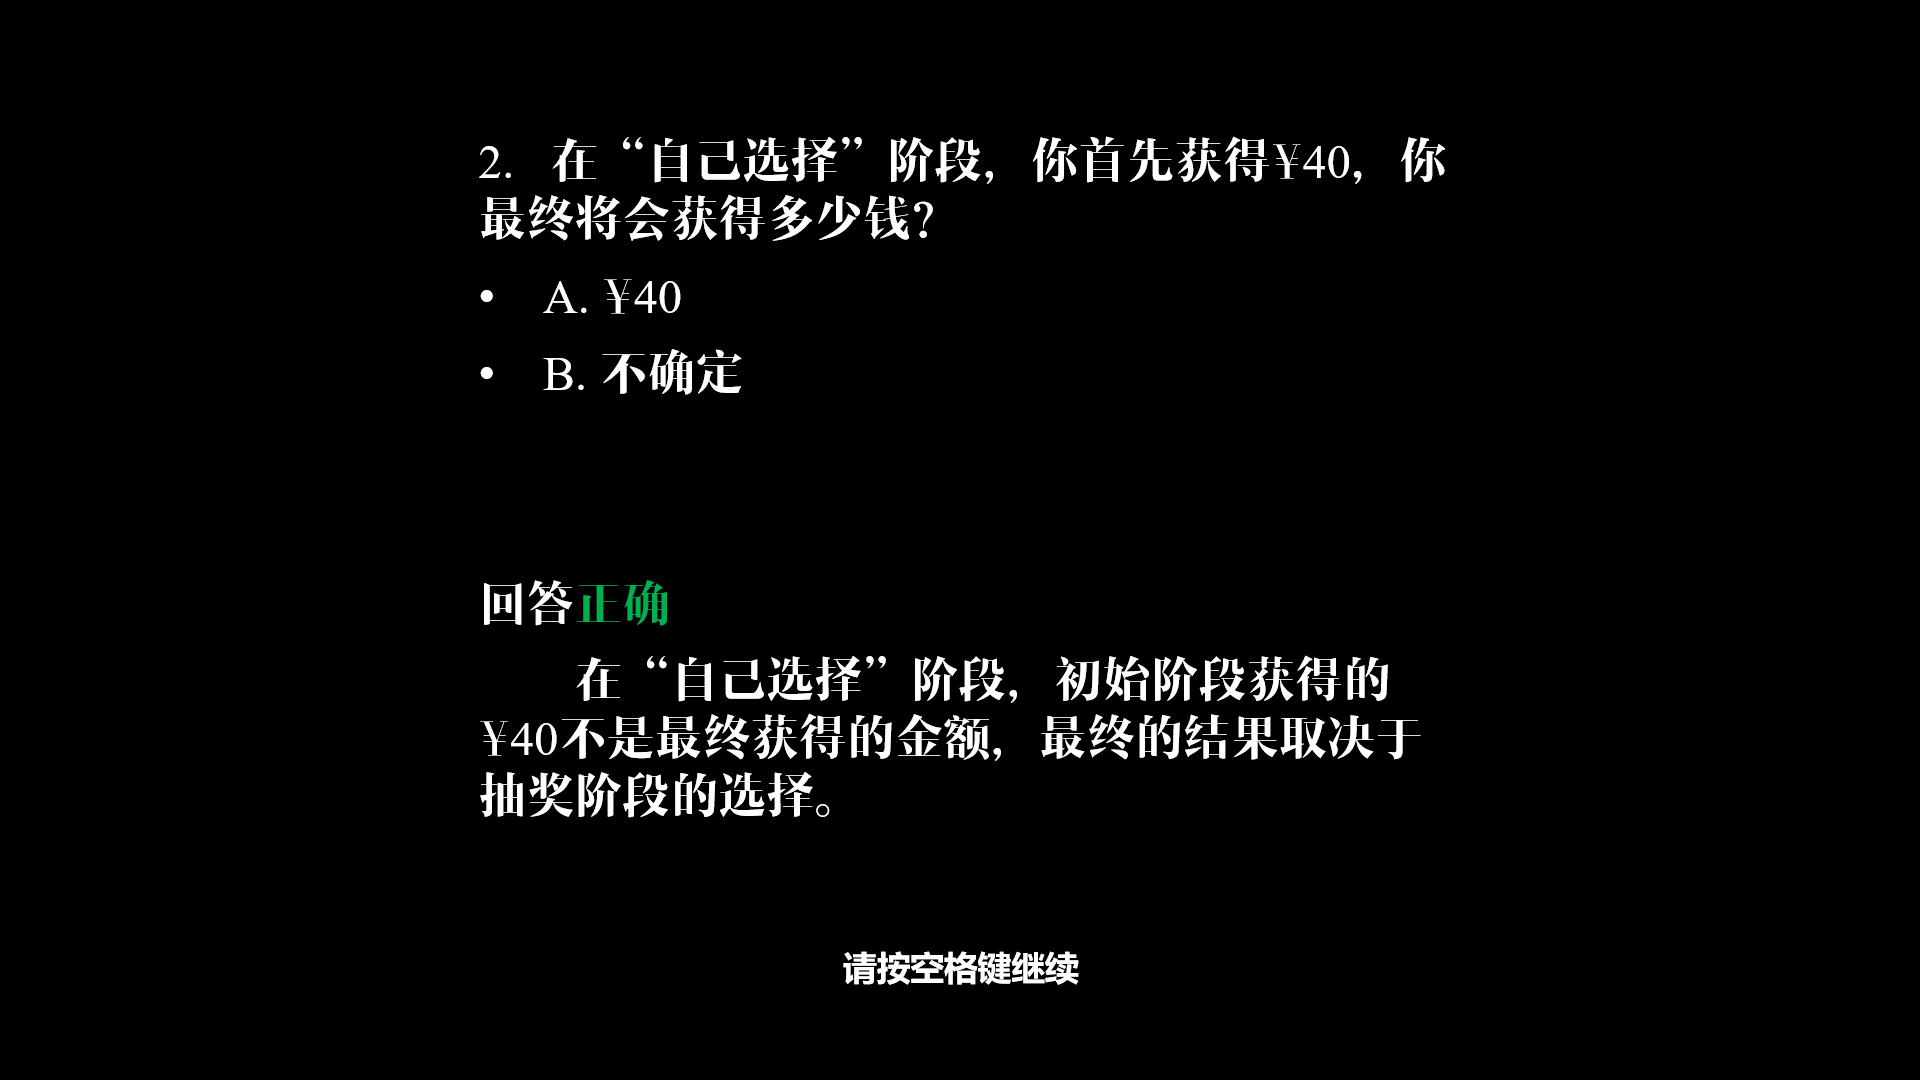 2. 在“自己选择”阶段，你首先获得¥40，你
最终将会获得多少钱？
• A. ¥40
• B. 不确定
回答正确
在“自己选择”阶段，初始阶段获得的
¥40不是最终获得的金额，最终的结果取决于
抽奖阶段的选择。
请按空格键继续